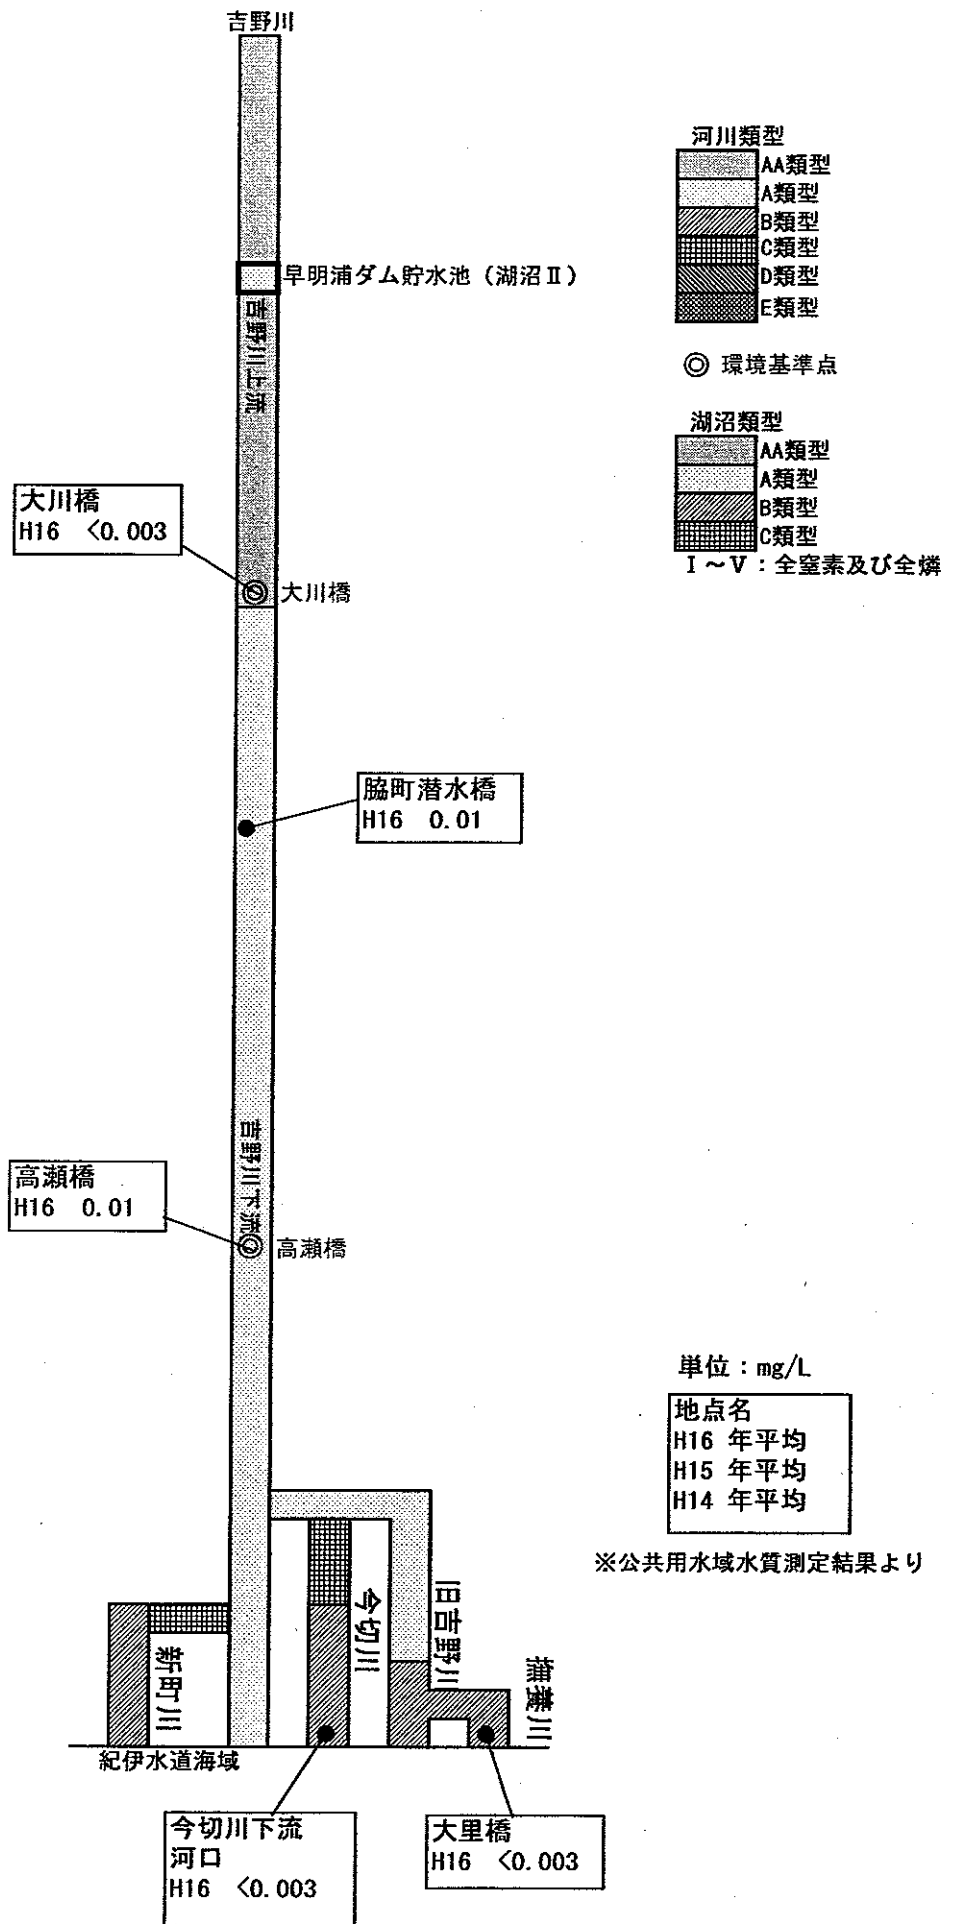 吉野川
河川類型
AA類型
A類型
B類型
C類型
D類型
E類型
早明浦ダム貯水池（湖沼Ⅱ）
吉野川上流
◎ 環境基準点
湖沼類型
AA類型
A類型
B類型
C類型
Ⅰ～Ⅴ：全窒素及び全燐
大川橋
H16 <0.003
大川橋
脇町潜水橋
H16 0.01
吉野川下流
高瀬橋
H16 0.01
高瀬橋
単位：mg/L
地点名
H16 年平均
H15 年平均
H14 年平均
※公共用水域水質測定結果より
今切川
旧吉野川
撫養川
新町川
紀伊水道海域
今切川下流
河口
H16 <0.003
大里橋
H16 <0.003